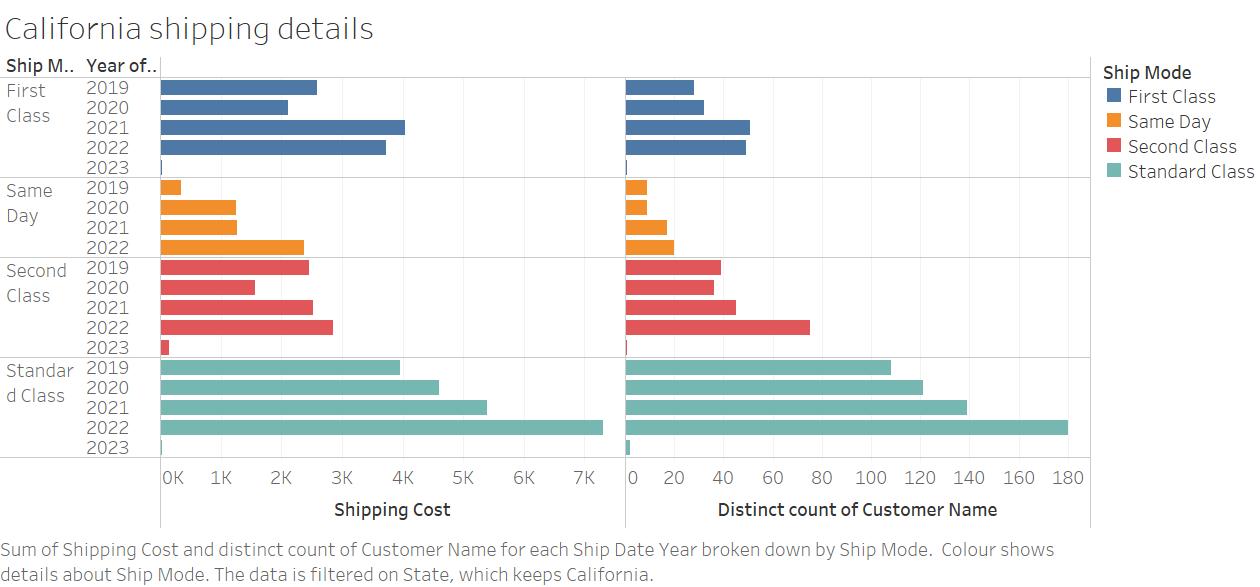 California shipping details
Ship M.. Year of..
First Class
2019
2020
2021
2022
2023
Same Day
2019
2020
2021
2022
Second Class
2019
2020
2021
2022
2023
Standar
d Class
2019
2020
2021
2022
2023
0K 1K 2K 3K 4K 5K 6K 7K
Shipping Cost
0 20 40 60 80 100 120 140 160 180
Distinct count of Customer Name
Ship Mode
First Class
Same Day
Second Class
Standard Class
Sum of Shipping Cost and distinct count of Customer Name for each Ship Date Year broken down by Ship Mode.  Colour shows
details about Ship Mode. The data is filtered on State, which keeps California.